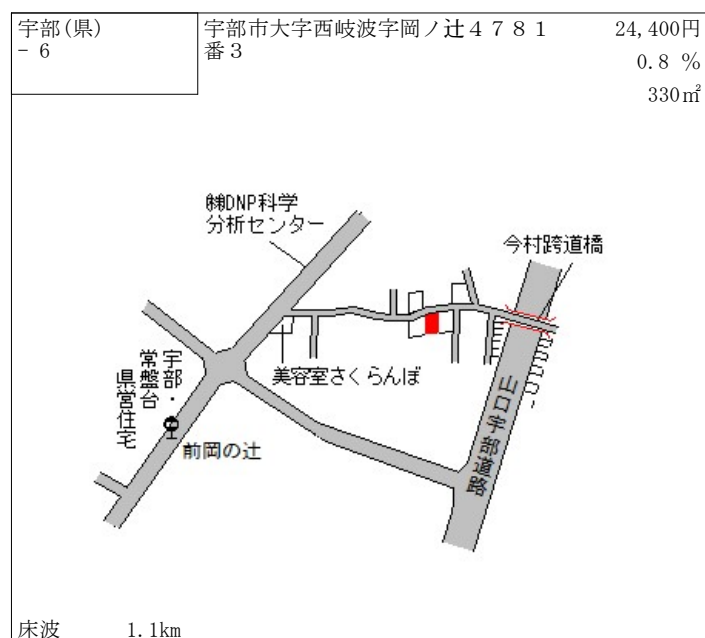 宇部(県)
－6
宇部市大字西岐波字岡ノ辻４７８１
番３
24,400円
0.8 %
330㎡
㈱DNP科学
分析センター
今村跨道橋
美容室さくらんぼ
宇部・
常盤台
県営住宅
前岡の辻
山口宇部道路
床波 1.1km